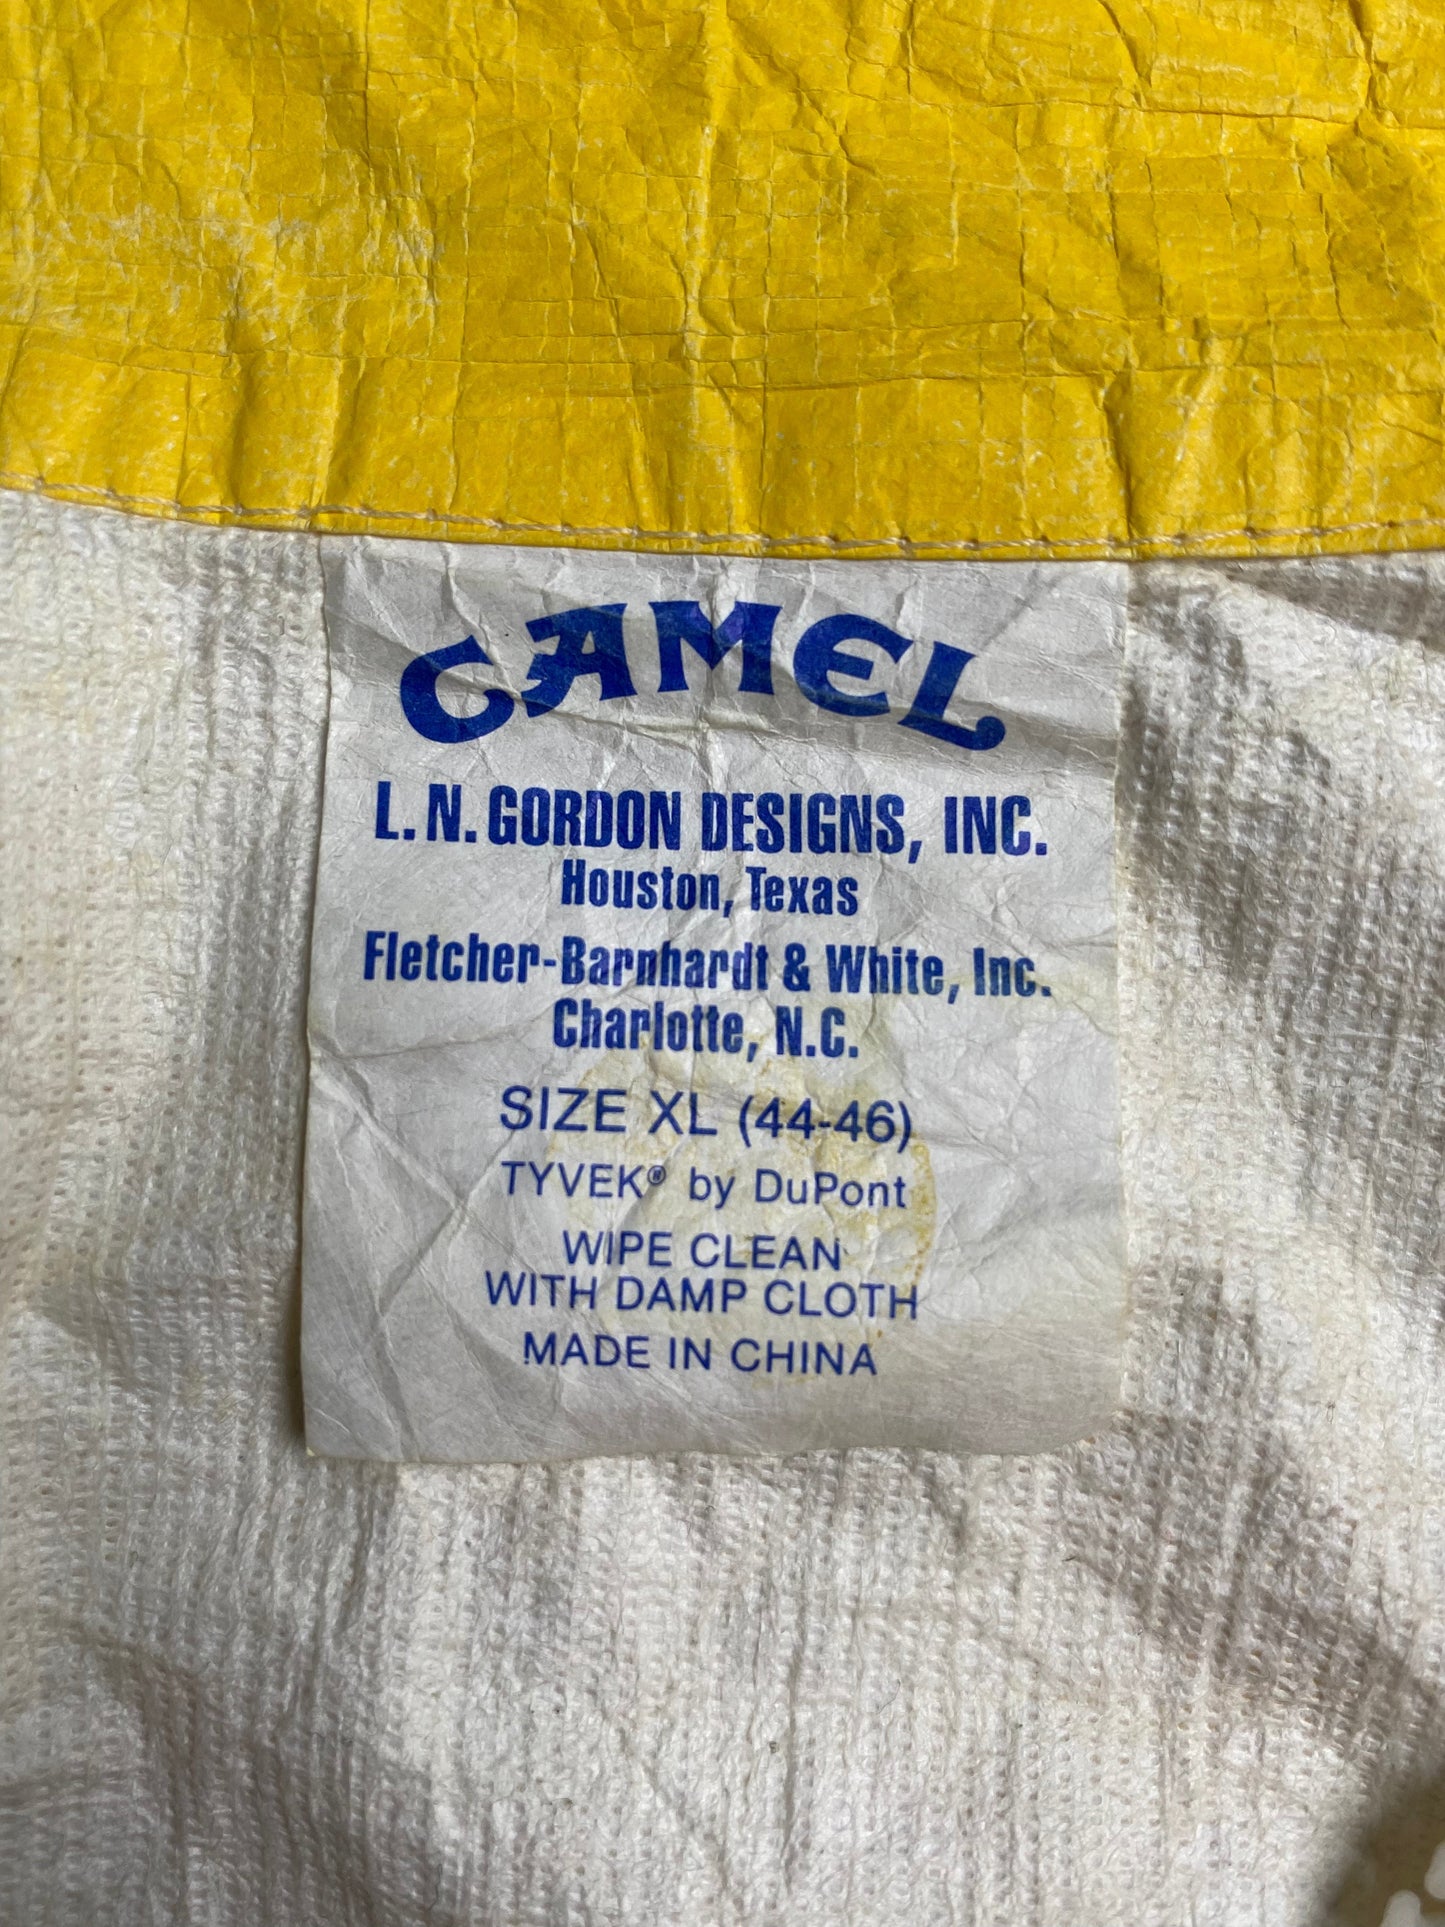 CAMEL
L.N. GORDON DESIGNS, INC.
Houston, Texas
Fletcher-Barnhardt & White, Inc.
Charlotte, N.C.
SIZE XL (44-46)
TYVEK® by DuPont
WIPE CLEAN
WITH DAMP CLOTH
MADE IN CHINA